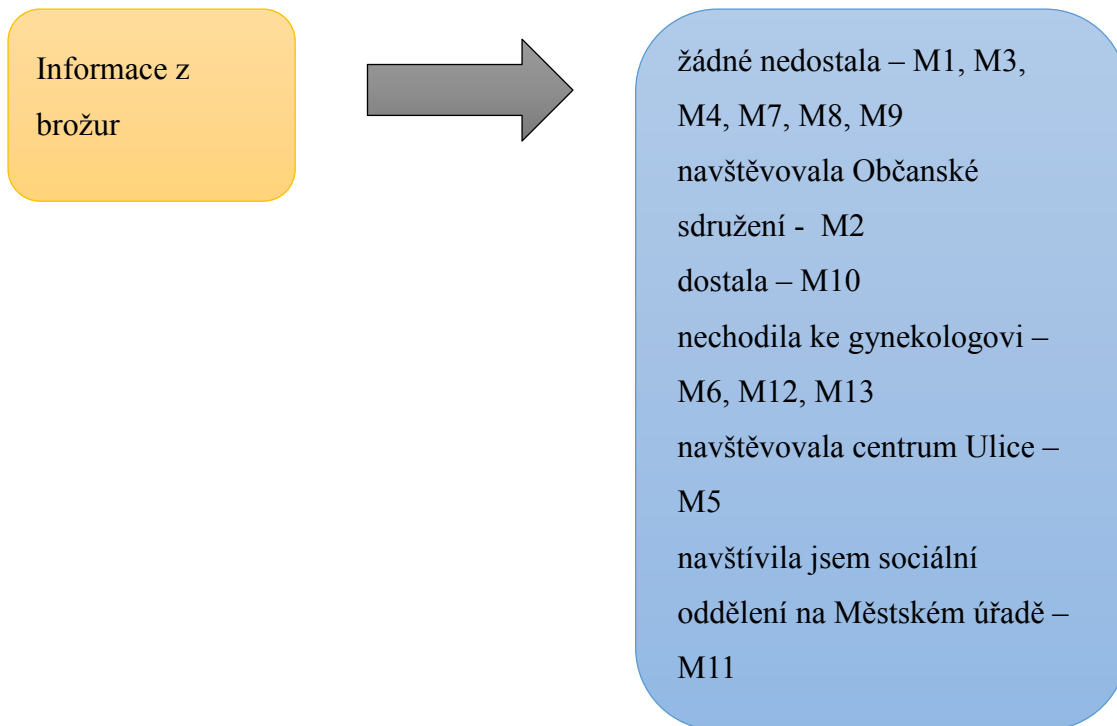 Informace z
brožur
žádné nedostala – M1, M3,
M4, M7, M8, M9
navštěvovala Občanské
sdružení - M2
dostala – M10
nechodila ke gynekologovi –
M6, M12, M13
navštěvovala centrum Ulice –
M5
navštívila jsem sociální
oddělení na Městském úřadě –
M11